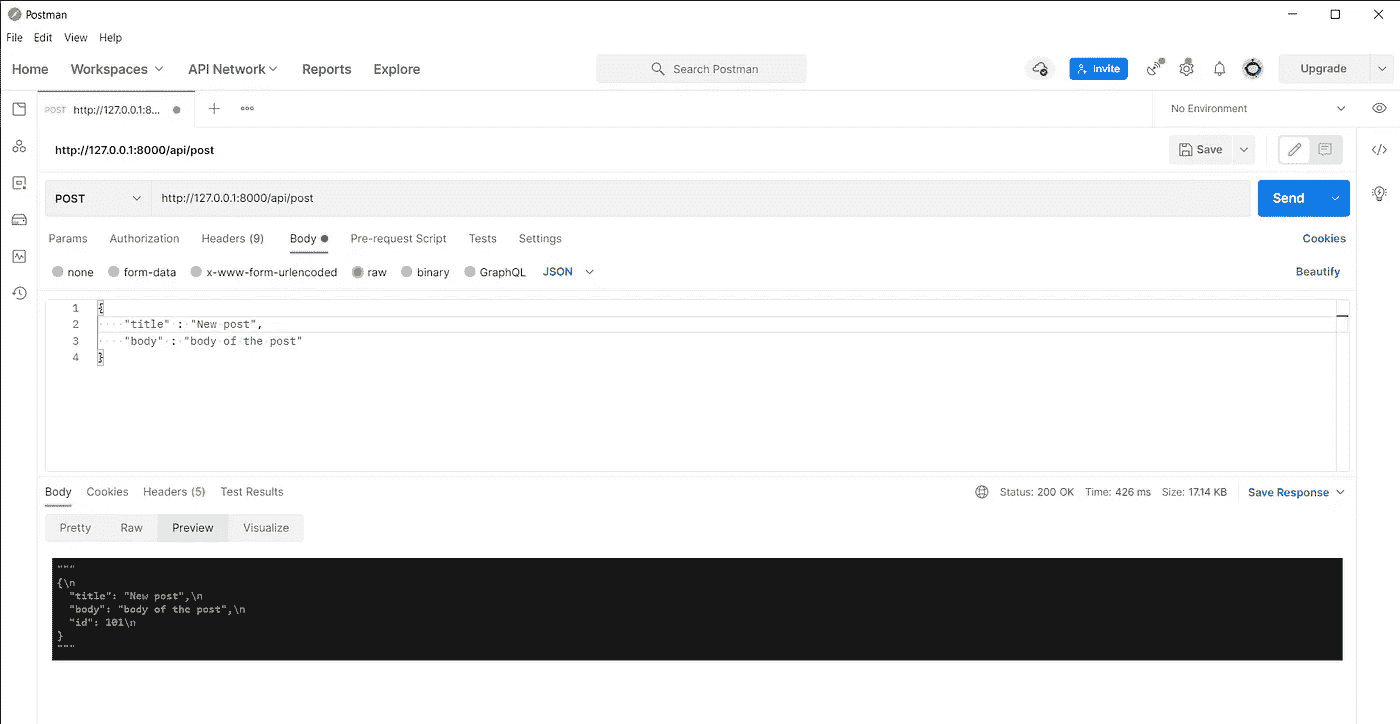 Postman
File Edit View Help
Home Workspaces API Network Reports Explore Search Postman Invite Upgrade
POST http://127.0.0.1:8... No Environment
http://127.0.0.1:8000/api/post Save
POST http://127.0.0.1:8000/api/post Send
Params Authorization Headers (9) Body Pre-request Script Tests Settings Cookies
none form-data x-www-form-urlencoded raw binary GraphQL JSON Beautify
1 {
2 "title" : "New post",
3 "body" : "body of the post"
4 }
Body Cookies Headers (5) Test Results Status: 200 OK Time: 426 ms Size: 17.14 KB Save Response
Pretty Raw Preview Visualize
"""
{\n
"title": "New post",\n
"body": "body of the post",\n
"id": 101\n
}
"""